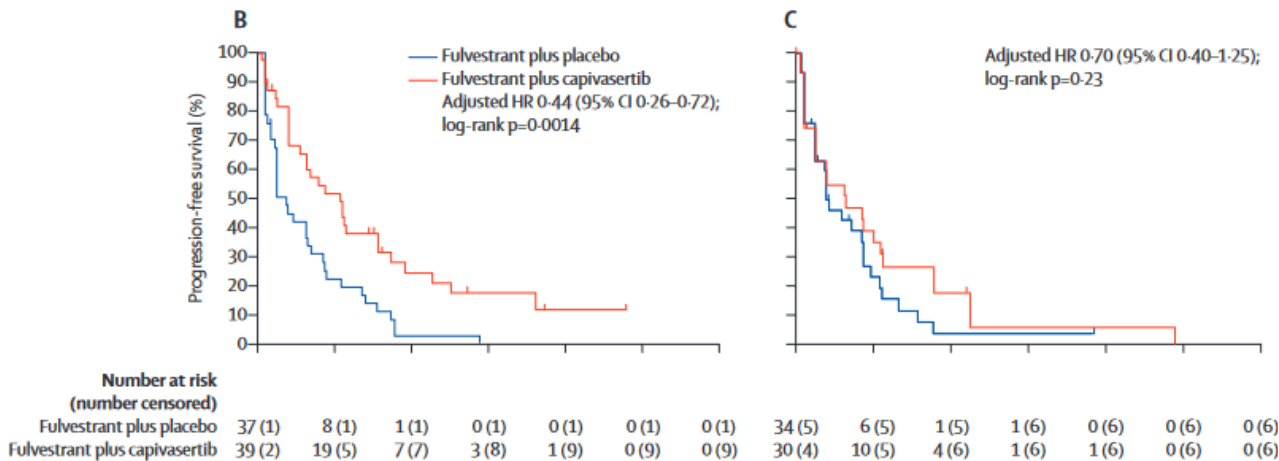 B
C
Fulvestrant plus placebo
Fulvestrant plus capivasertib
Adjusted HR 0·44 (95% CI 0·26–0·72);
log-rank p=0·0014
Adjusted HR 0·70 (95% CI 0·40–1·25);
log-rank p=0·23
Progression-free survival (%)
100
90
80
70
60
50
40
30
20
10
0
Number at risk
(number censored)
Fulvestrant plus placebo 37 (1) 8 (1) 1 (1) 0 (1) 0 (1) 0 (1) 0 (1) 34 (5) 6 (5) 1 (5) 1 (6) 0 (6) 0 (6) 0 (6)
Fulvestrant plus capivasertib 39 (2) 19 (5) 7 (7) 3 (8) 1 (9) 0 (9) 0 (9) 30 (4) 10 (5) 4 (6) 1 (6) 1 (6) 0 (6) 0 (6)